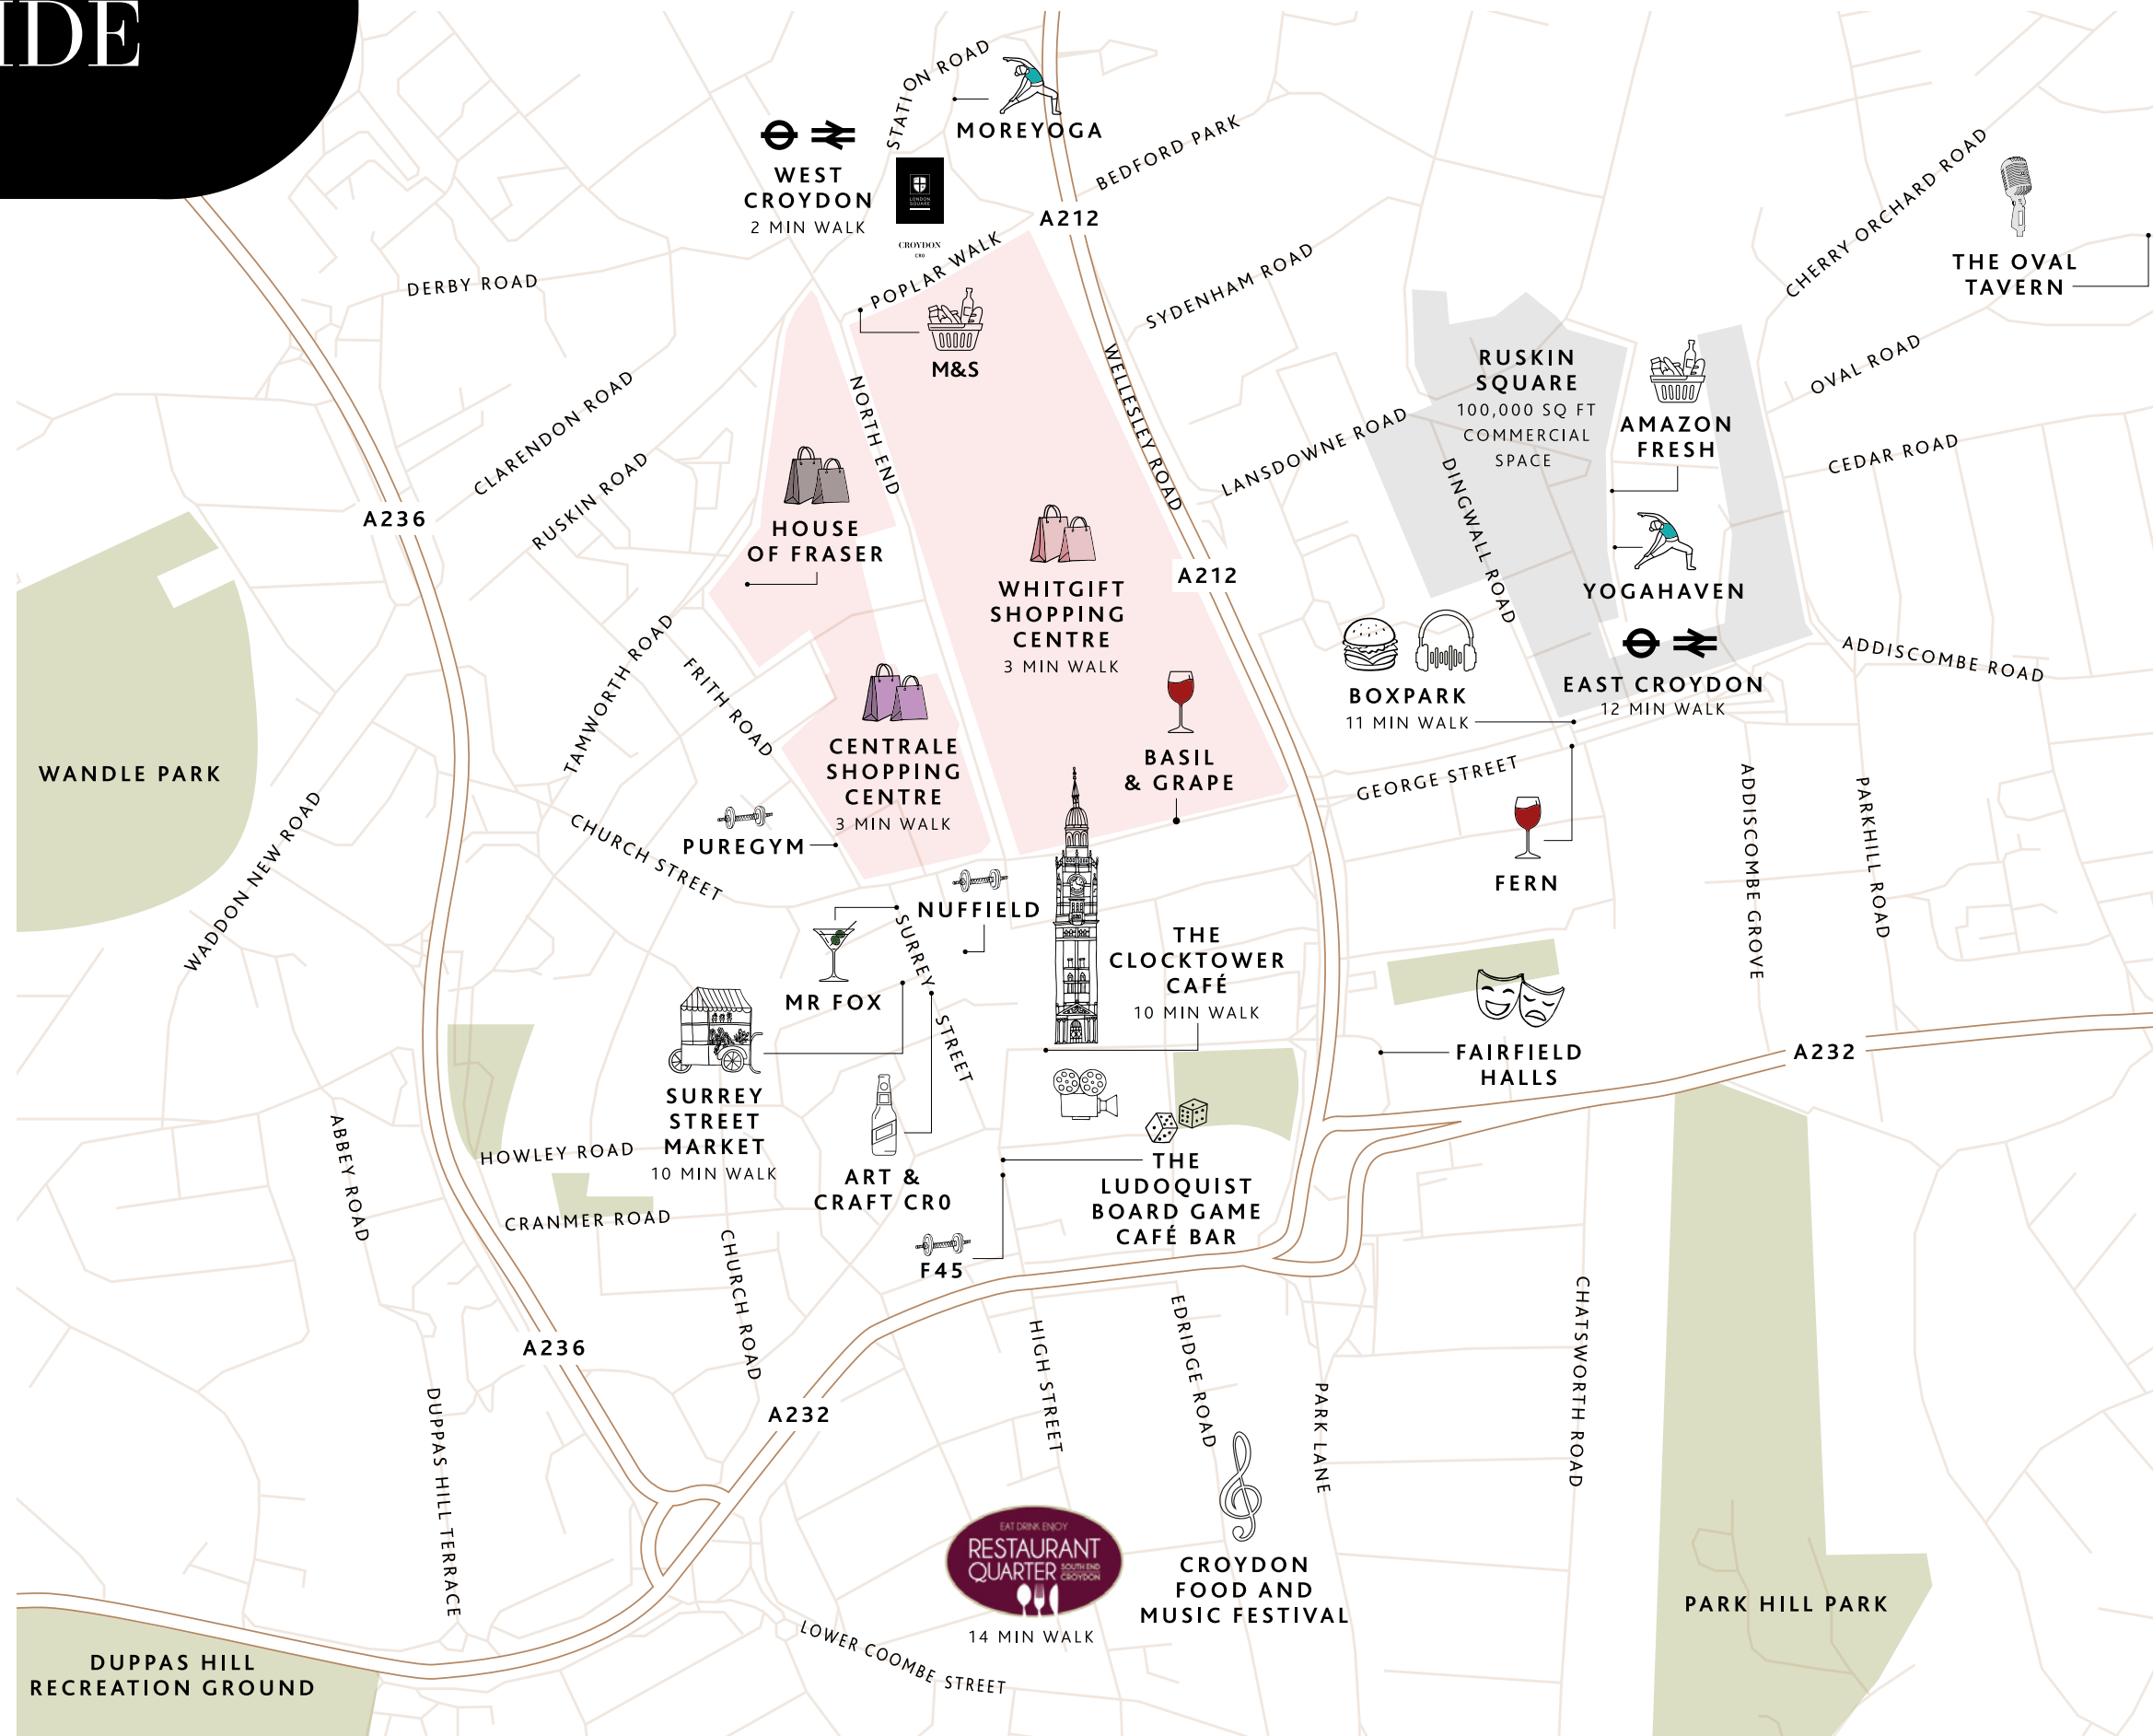 IDE
STATION ROAD
MOREYOGA
WEST
CROYDON
2 MIN WALK
LONDON
SQUARE
CROYDON
CR0
BEDFORD PARK
A212
POPLAR WALK
M&S
DERBY ROAD
SYDENHAM ROAD
CHERRY ORCHARD ROAD
THE OVAL
TAVERN
CLARENDON ROAD
RUSKIN ROAD
NORTH END
WELLESLEY ROAD
LANSDOWNE ROAD
RUSKIN
SQUARE
100,000 SQ FT
COMMERCIAL
SPACE
AMAZON
FRESH
OVAL ROAD
CEDAR ROAD
A236
HOUSE
OF FRASER
WHITGIFT
SHOPPING
CENTRE
3 MIN WALK
A212
DINGWALL ROAD
YOGAHAVEN
BOXPARK
11 MIN WALK
EAST CROYDON
12 MIN WALK
ADDISCOMBE ROAD
TAMWORTH ROAD
FRITH ROAD
CENTRALE
SHOPPING
CENTRE
3 MIN WALK
BASIL
& GRAPE
GEORGE STREET
WANDLE PARK
WADDON NEW ROAD
CHURCH STREET
PUREGYM
FERN
ADDISCOMBE GROVE
PARKHILL ROAD
NUFFIELD
SURREY STREET
MR FOX
THE
CLOCKTOWER
CAFÉ
10 MIN WALK
FAIRFIELD
HALLS
A232
SURREY
STREET
MARKET
10 MIN WALK
ART &
CRAFT CR0
THE
LUDOQUIST
BOARD GAME
CAFÉ BAR
F45
ABBEY ROAD
HOWLEY ROAD
CRANMER ROAD
CHURCH ROAD
A236
A232
HIGH STREET
EDRIDGE ROAD
PARK LANE
CHATSWORTH ROAD
DUPPAS HILL TERRACE
EAT DRINK ENJOY
RESTAURANT
QUARTER
SOUTH END
CROYDON
14 MIN WALK
CROYDON
FOOD AND
MUSIC FESTIVAL
PARK HILL PARK
LOWER COOMBE STREET
DUPPAS HILL
RECREATION GROUND